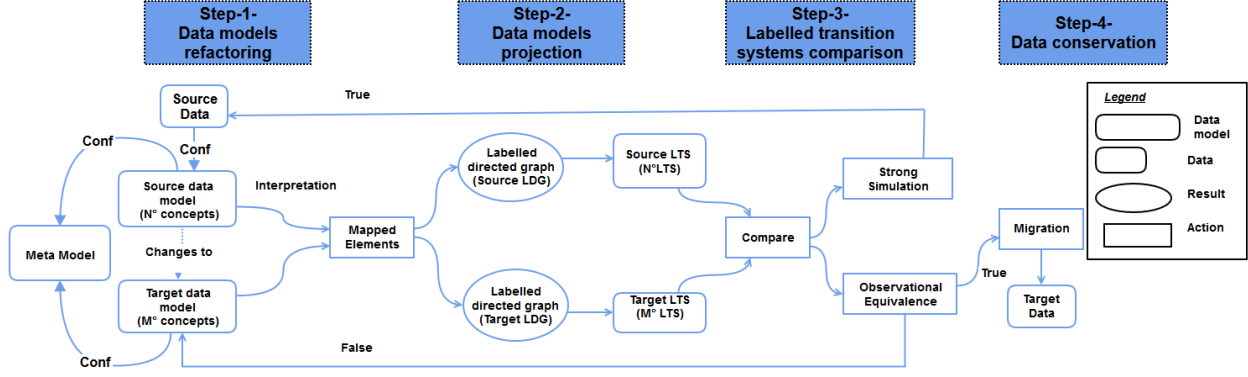 Step-1-
Data models
refactoring
Step-2-
Data models
projection
Step-3-
Labelled transition
systems comparison
Step-4-
Data conservation
Source
Data
True
Conf
Conf
Source data
model
(N° concepts)
Interpretation
Meta Model
Changes to
Target data
model
(M° concepts)
Conf
Mapped
Elements
Labelled
directed graph
(Source LDG)
Labelled
directed graph
(Target LDG)
Source LTS
(N°LTS)
Target LTS
(M° LTS)
Compare
Strong
Simulation
Observational
Equivalence
True
False
Migration
Target
Data
Legend
Data
model
Data
Result
Action